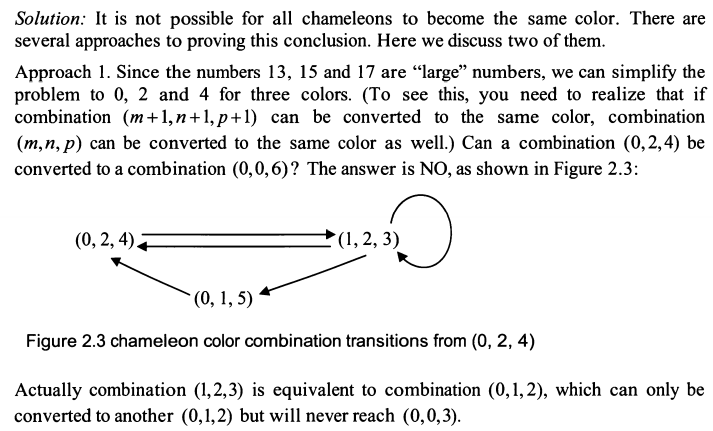 Solution: It is not possible for all chameleons to become the same color. There are
several approaches to proving this conclusion. Here we discuss two of them.
Approach 1. Since the numbers 13, 15 and 17 are “large” numbers, we can simplify the
problem to 0, 2 and 4 for three colors. (To see this, you need to realize that if
combination (m+1,n+1,p+1) can be converted to the same color, combination
(m,n,p) can be converted to the same color as well.) Can a combination (0,2,4) be
converted to a combination (0,0,6)? The answer is NO, as shown in Figure 2.3:
(0, 2, 4) (1, 2, 3)
(0, 1, 5)
Figure 2.3 chameleon color combination transitions from (0, 2, 4)
Actually combination (1,2,3) is equivalent to combination (0,1,2), which can only be
converted to another (0,1,2) but will never reach (0,0,3).